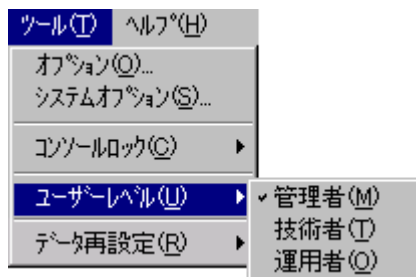 ツール(T) ヘルプ(H)
オプション(O)...
システムオプション(S)...
コンソールロック(C)
ユーザーレベル(U)
データ再設定(R)
管理者(M)
技術者(T)
運用者(O)